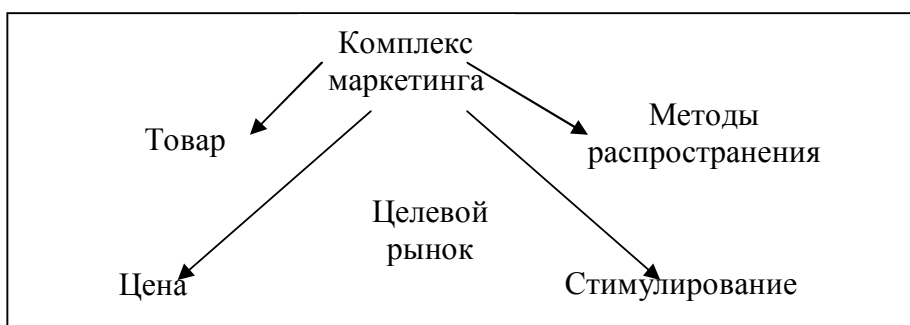 Комплекс
маркетинга
Товар
Методы
распространения
Целевой
рынок
Цена
Стимулирование